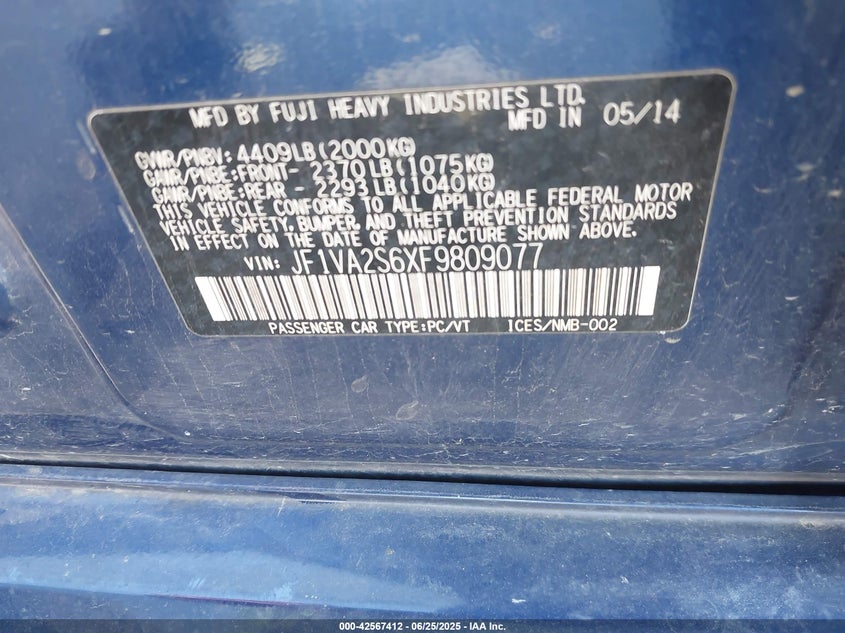 MFD BY FUJI HEAVY INDUSTRIES LTD.
MFD IN 05/14
GVWR/PNBV: 4409LB(2000KG)
GAWR/PNBE:FRONT- 2370LB(1075KG)
GAWR/PNBE:REAR - 2293LB(1040KG)
THIS VEHICLE CONFORMS TO ALL APPLICABLE FEDERAL MOTOR
VEHICLE SAFETY, BUMPER, AND THEFT PREVENTION STANDARDS
IN EFFECT ON THE DATE OF MANUFACTURE SHOWN ABOVE.
VIN: JF1VA2S6XF9809077
PASSENGER CAR TYPE:PC/VT ICES/NMB-002
000-42567412 - 06/25/2025 - IAA Inc.